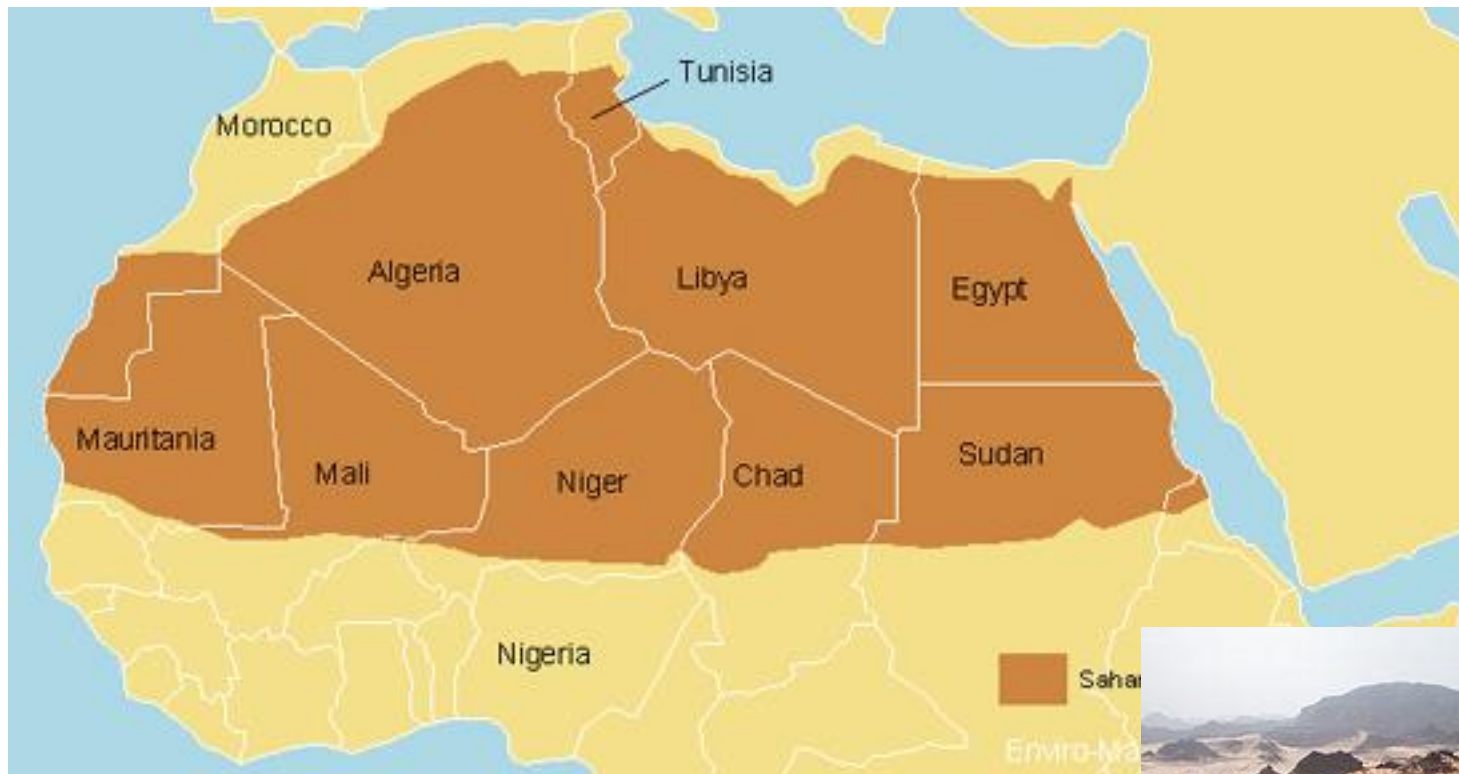 Tunisia
Morocco
Algeria
Libya
Egypt
Mauritania
Mali
Niger
Chad
Sudan
Nigeria